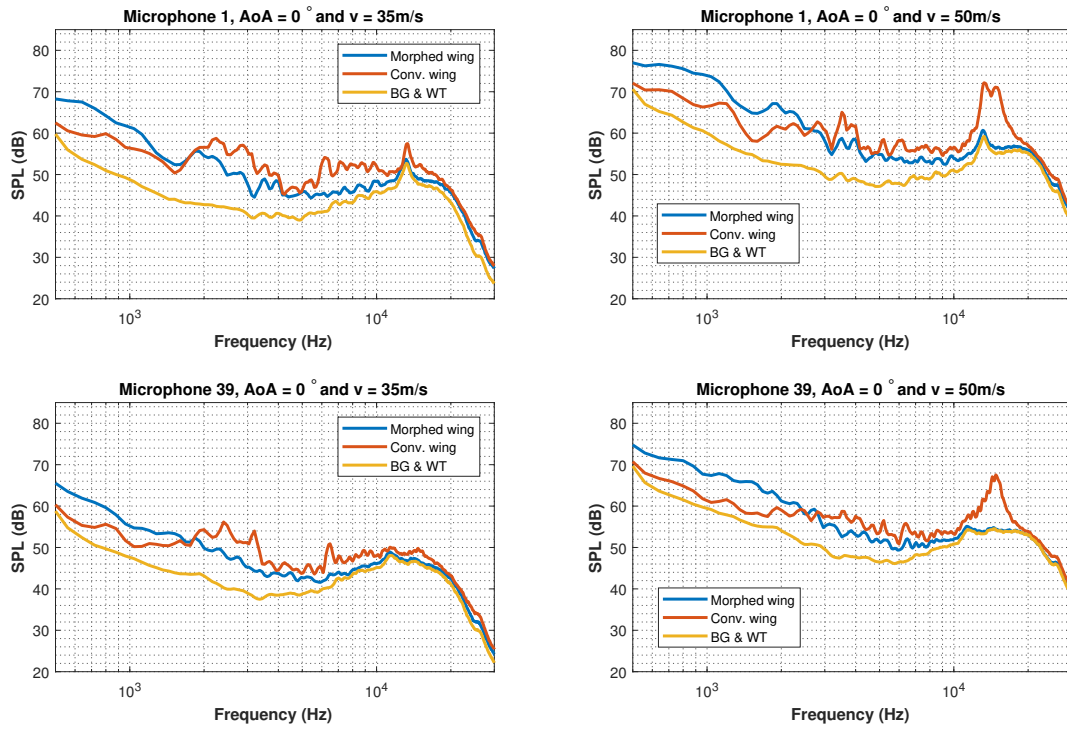 Microphone 1, AoA = 0 ° and v = 35m/s
80
70
60
50
40
30
20
SPL (dB)
Morphed wing
Conv. wing
BG & WT
10³ 10⁴
Frequency (Hz)
Microphone 1, AoA = 0 ° and v = 50m/s
80
70
60
50
40
30
20
SPL (dB)
Morphed wing
Conv. wing
BG & WT
10³ 10⁴
Frequency (Hz)
Microphone 39, AoA = 0 ° and v = 35m/s
80
70
60
50
40
30
20
SPL (dB)
Morphed wing
Conv. wing
BG & WT
10³ 10⁴
Frequency (Hz)
Microphone 39, AoA = 0 ° and v = 50m/s
80
70
60
50
40
30
20
SPL (dB)
Morphed wing
Conv. wing
BG & WT
10³ 10⁴
Frequency (Hz)